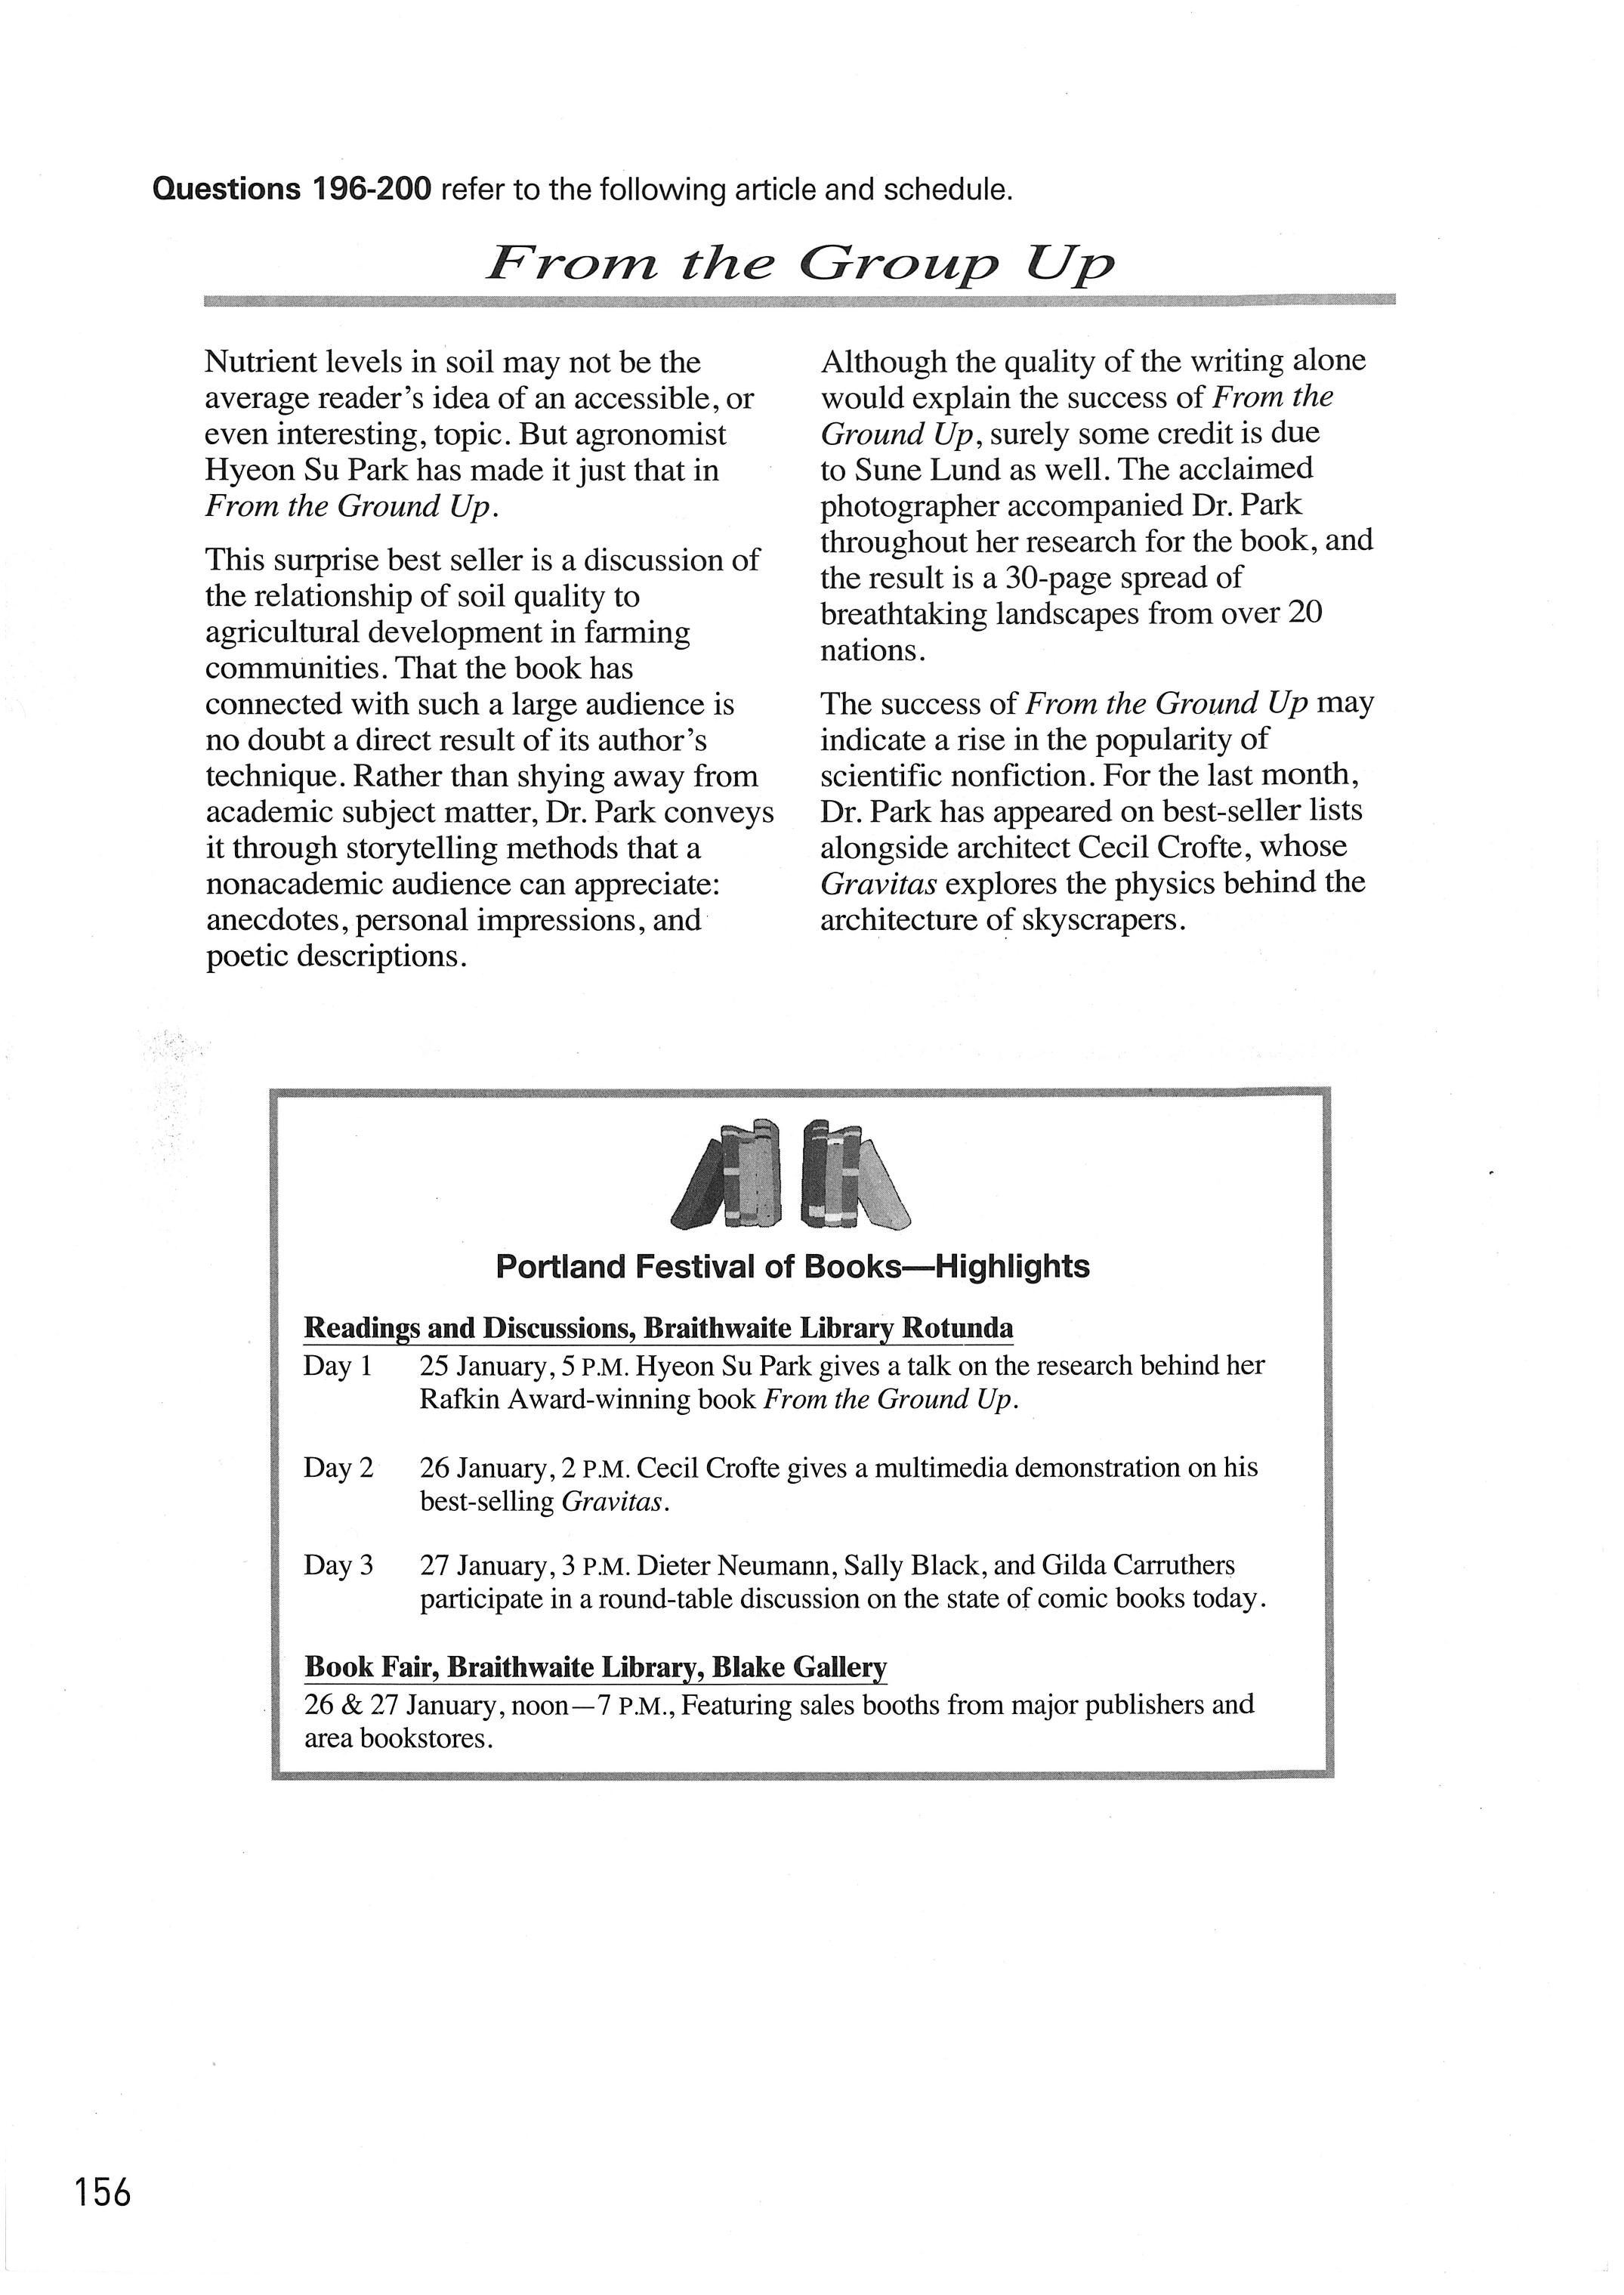 Questions 196-200 refer to the following article and schedule.
From the Group Up
Nutrient levels in soil may not be the
average reader's idea of an accessible, or
even interesting, topic. But agronomist
Hyeon Su Park has made it just that in
From the Ground Up.
This surprise best seller is a discussion of
the relationship of soil quality to
agricultural development in farming
communities. That the book has
connected with such a large audience is
no doubt a direct result of its author's
technique. Rather than shying away from
academic subject matter, Dr. Park conveys
it through storytelling methods that a
nonacademic audience can appreciate:
anecdotes, personal impressions, and
poetic descriptions.
Although the quality of the writing alone
would explain the success of From the
Ground Up, surely some credit is due
to Sune Lund as well. The acclaimed
photographer accompanied Dr. Park
throughout her research for the book, and
the result is a 30-page spread of
breathtaking landscapes from over 20
nations.
The success of From the Ground Up may
indicate a rise in the popularity of
scientific nonfiction. For the last month,
Dr. Park has appeared on best-seller lists
alongside architect Cecil Crofte, whose
Gravitas explores the physics behind the
architecture of skyscrapers.
Portland Festival of Books—Highlights
Readings and Discussions, Braithwaite Library Rotunda
Day 1 25 January, 5 P.M. Hyeon Su Park gives a talk on the research behind her
Rafkin Award-winning book From the Ground Up.
Day 2 26 January, 2 P.M. Cecil Crofte gives a multimedia demonstration on his
best-selling Gravitas.
Day 3 27 January, 3 P.M. Dieter Neumann, Sally Black, and Gilda Carruthers
participate in a round-table discussion on the state of comic books today.
Book Fair, Braithwaite Library, Blake Gallery
26 & 27 January, noon—7 P.M., Featuring sales booths from major publishers and
area bookstores.
156